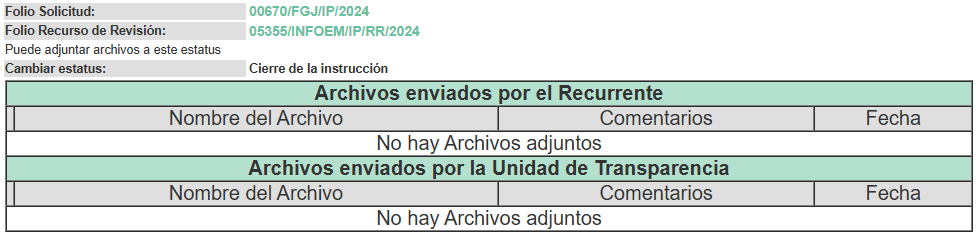 Folio Solicitud: 00670/FGJ/IP/2024
Folio Recurso de Revisión: 05355/INFOEM/IP/RR/2024
Puede adjuntar archivos a este estatus
Cambiar estatus: Cierre de la instrucción
Archivos enviados por el Recurrente
Nombre del Archivo Comentarios Fecha
No hay Archivos adjuntos
Archivos enviados por la Unidad de Transparencia
Nombre del Archivo Comentarios Fecha
No hay Archivos adjuntos